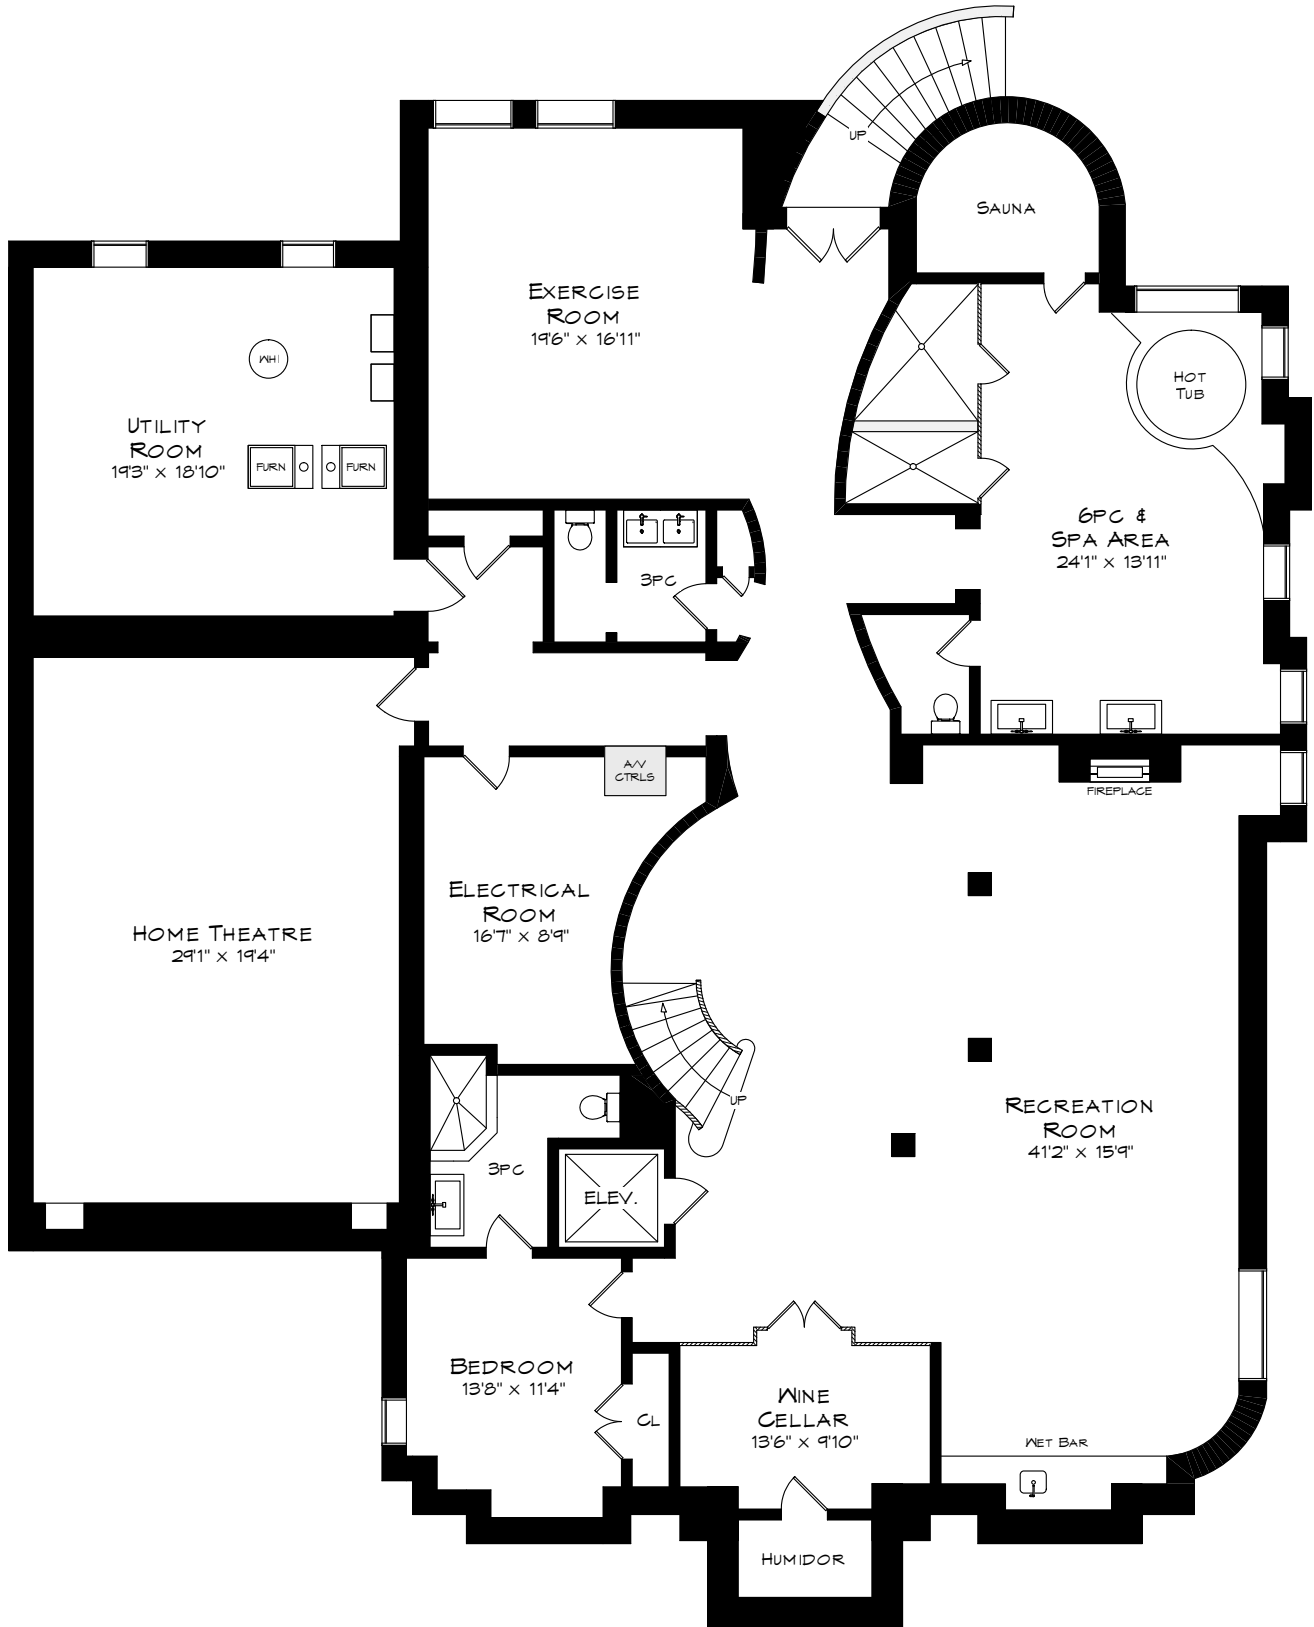 UP
SAUNA
EXERCISE
ROOM
19'6" x 16'11"
WH
HOT
TUB
UTILITY
ROOM
19'3" x 18'10"
FURN
FURN
6PC &
SPA AREA
24'1" x 13'11"
3PC
A/V
CTRLS
FIREPLACE
ELECTRICAL
ROOM
16'7" x 8'9"
HOME THEATRE
29'1" x 19'4"
UP
RECREATION
ROOM
41'2" x 15'9"
3PC
ELEV.
BEDROOM
13'8" x 11'4"
CL
WINE
CELLAR
13'6" x 9'10"
WET BAR
HUMIDOR